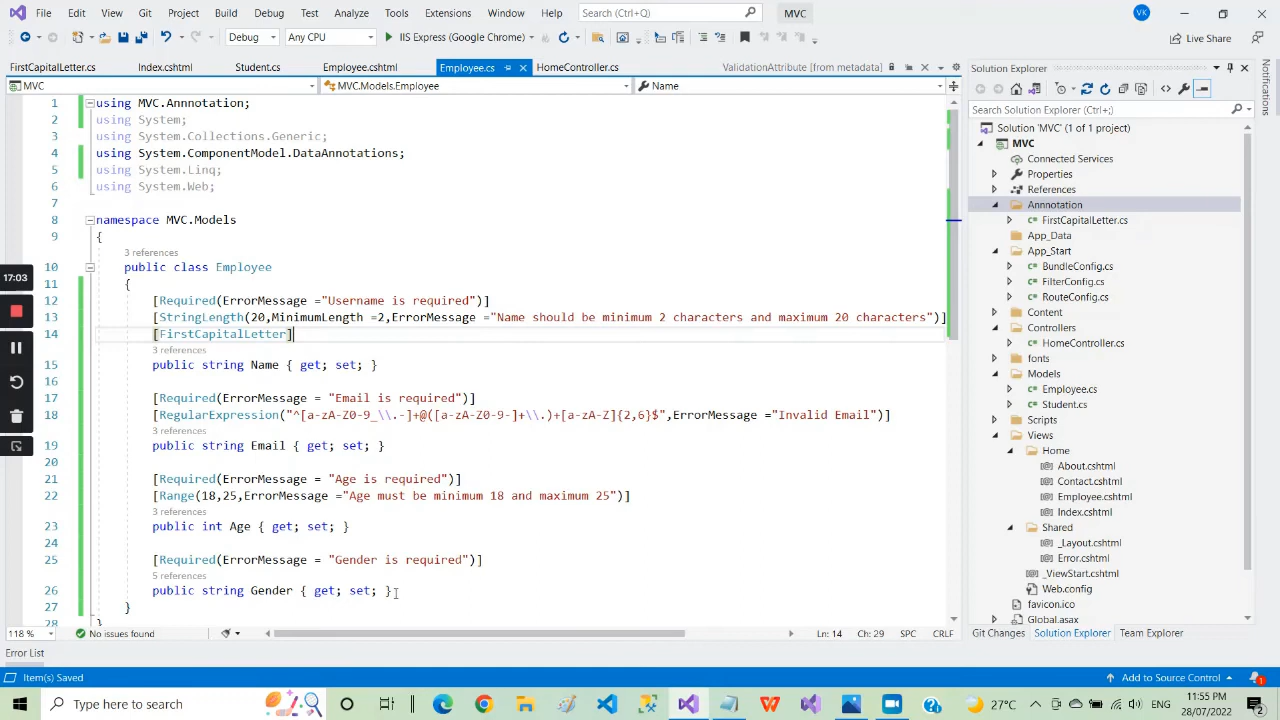 File Edit View Git Project Build Debug Test Analyze Tools Extensions Window Help Search (Ctrl+Q) MVC VK
Debug Any CPU IIS Express (Google Chrome) Live Share
FirstCapitalLetter.cs Index.cshtml Student.cs Employee.cshtml Employee.cs HomeController.cs ValidationAttribute [from metadata]
MVC MVC.Models.Employee Name
1 using MVC.Annnotation;
2 using System;
3 using System.Collections.Generic;
4 using System.ComponentModel.DataAnnotations;
5 using System.Linq;
6 using System.Web;
7
8 namespace MVC.Models
9 {
3 references
10 public class Employee
11 {
12 [Required(ErrorMessage ="Username is required")]
13 [StringLength(20,MinimumLength =2,ErrorMessage ="Name should be minimum 2 characters and maximum 20 characters")]
14 [FirstCapitalLetter]
3 references
15 public string Name { get; set; }
16
17 [Required(ErrorMessage = "Email is required")]
18 [RegularExpression("^[a-zA-Z0-9_\\.-]+@([a-zA-Z0-9-]+\\.)+[a-zA-Z]{2,6}$",ErrorMessage ="Invalid Email")]
3 references
19 public string Email { get; set; }
20
21 [Required(ErrorMessage = "Age is required")]
22 [Range(18,25,ErrorMessage ="Age must be minimum 18 and maximum 25")]
3 references
23 public int Age { get; set; }
24
25 [Required(ErrorMessage = "Gender is required")]
5 references
26 public string Gender { get; set; }
27 }
28 }
118 % No issues found Ln: 14 Ch: 29 SPC CRLF
Error List
Item(s) Saved Add to Source Control 1
17:03
Solution Explorer
Search Solution Explorer (Ctrl+;)
Solution 'MVC' (1 of 1 project)
MVC
Connected Services
Properties
References
Annnotation
C# FirstCapitalLetter.cs
App_Data
App_Start
C# BundleConfig.cs
C# FilterConfig.cs
C# RouteConfig.cs
Content
Controllers
C# HomeController.cs
fonts
Models
C# Employee.cs
C# Student.cs
Scripts
Views
Home
About.cshtml
Contact.cshtml
Employee.cshtml
Index.cshtml
Shared
_Layout.cshtml
Error.cshtml
_ViewStart.cshtml
Web.config
favicon.ico
Global.asax
Git Changes Solution Explorer Team Explorer
Notifications
Type here to search 27°C ENG 11:55 PM
28/07/2022 2